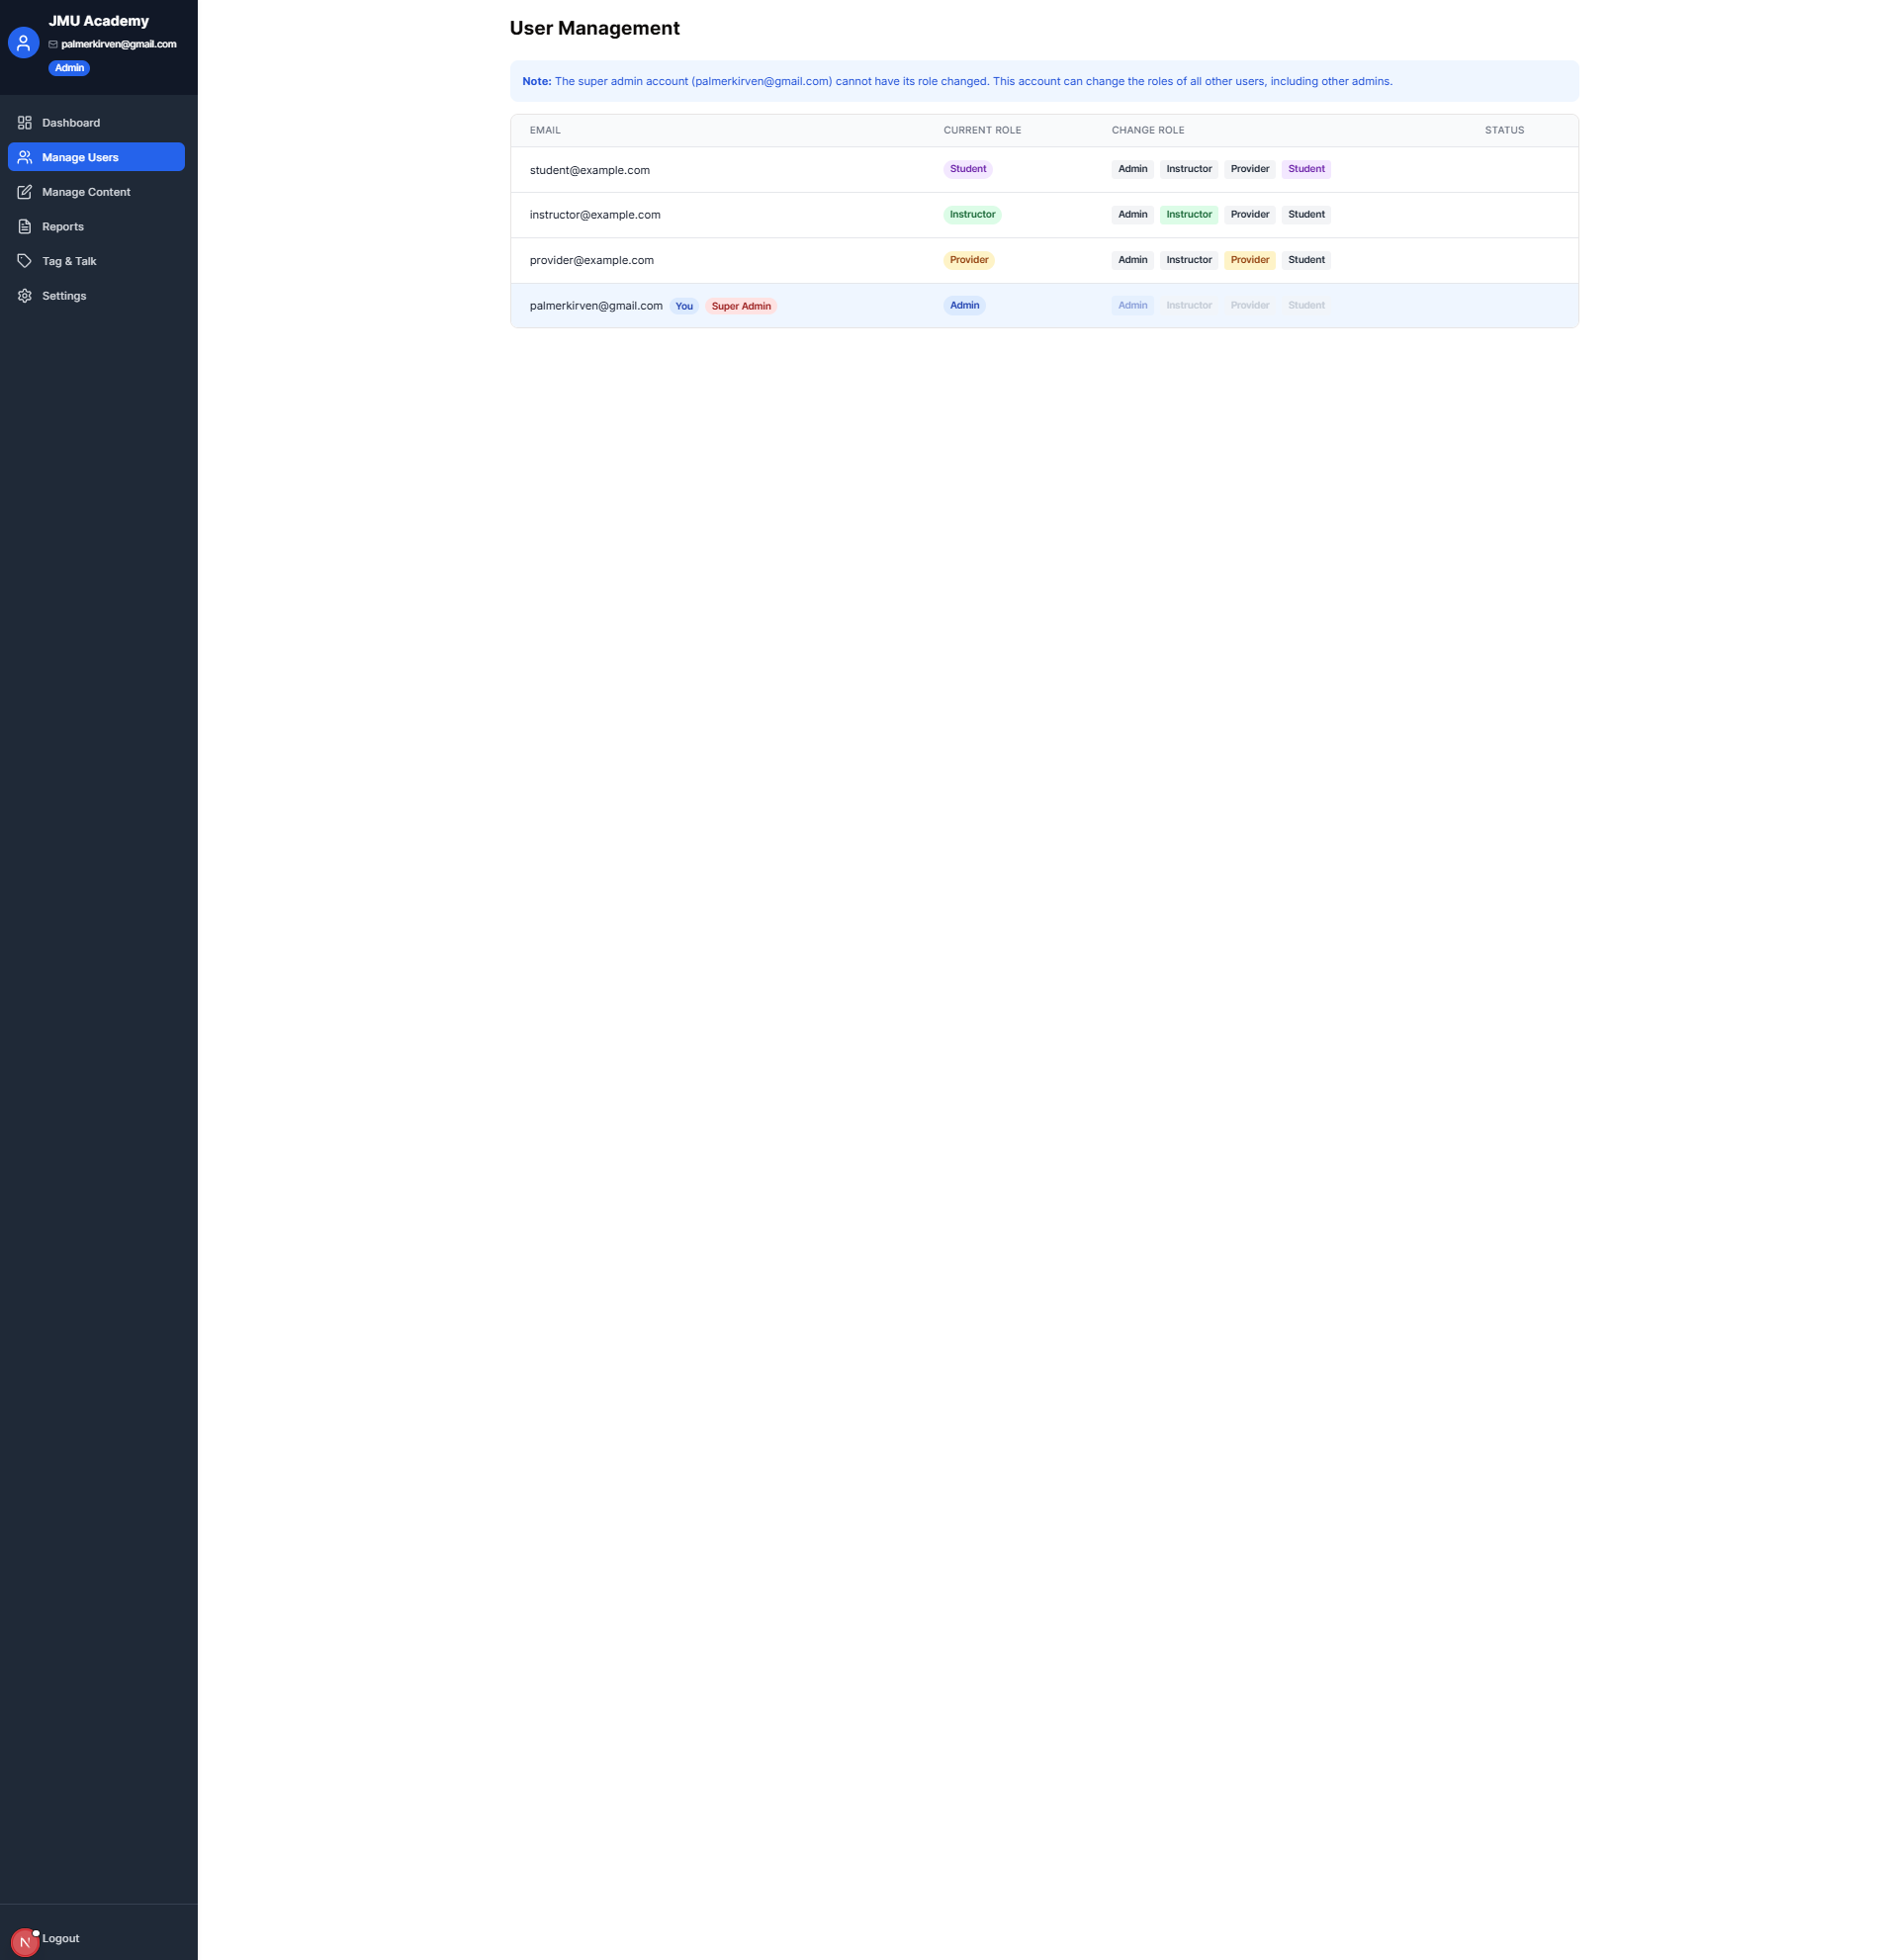 JMU Academy
palmerkirven@gmail.com
Admin
Dashboard
Manage Users
Manage Content
Reports
Tag & Talk
Settings
Logout
N
User Management
Note: The super admin account (palmerkirven@gmail.com) cannot have its role changed. This account can change the roles of all other users, including other admins.
EMAIL CURRENT ROLE CHANGE ROLE STATUS
student@example.com Student Admin Instructor Provider Student
instructor@example.com Instructor Admin Instructor Provider Student
provider@example.com Provider Admin Instructor Provider Student
palmerkirven@gmail.com You Super Admin Admin Admin Instructor Provider Student